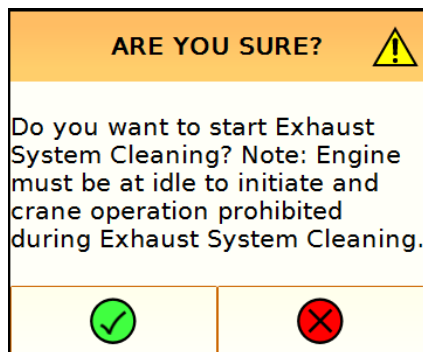 ARE YOU SURE?
Do you want to start Exhaust
System Cleaning? Note: Engine
must be at idle to initiate and
crane operation prohibited
during Exhaust System Cleaning.